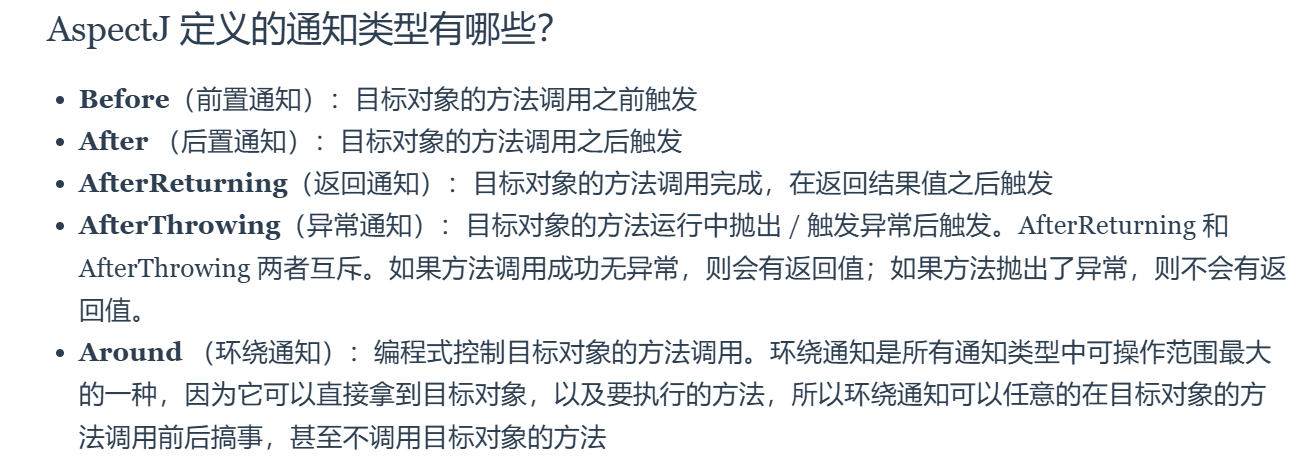 AspectJ 定义的通知类型有哪些？
• Before（前置通知）：目标对象的方法调用之前触发
• After （后置通知）：目标对象的方法调用之后触发
• AfterReturning（返回通知）：目标对象的方法调用完成，在返回结果值之后触发
• AfterThrowing（异常通知）：目标对象的方法运行中抛出 / 触发异常后触发。AfterReturning 和
AfterThrowing 两者互斥。如果方法调用成功无异常，则会有返回值；如果方法抛出了异常，则不会有返
回值。
• Around （环绕通知）：编程式控制目标对象的方法调用。环绕通知是所有通知类型中可操作范围最大
的一种，因为它可以直接拿到目标对象，以及要执行的方法，所以环绕通知可以任意的在目标对象的方
法调用前后搞事，甚至不调用目标对象的方法